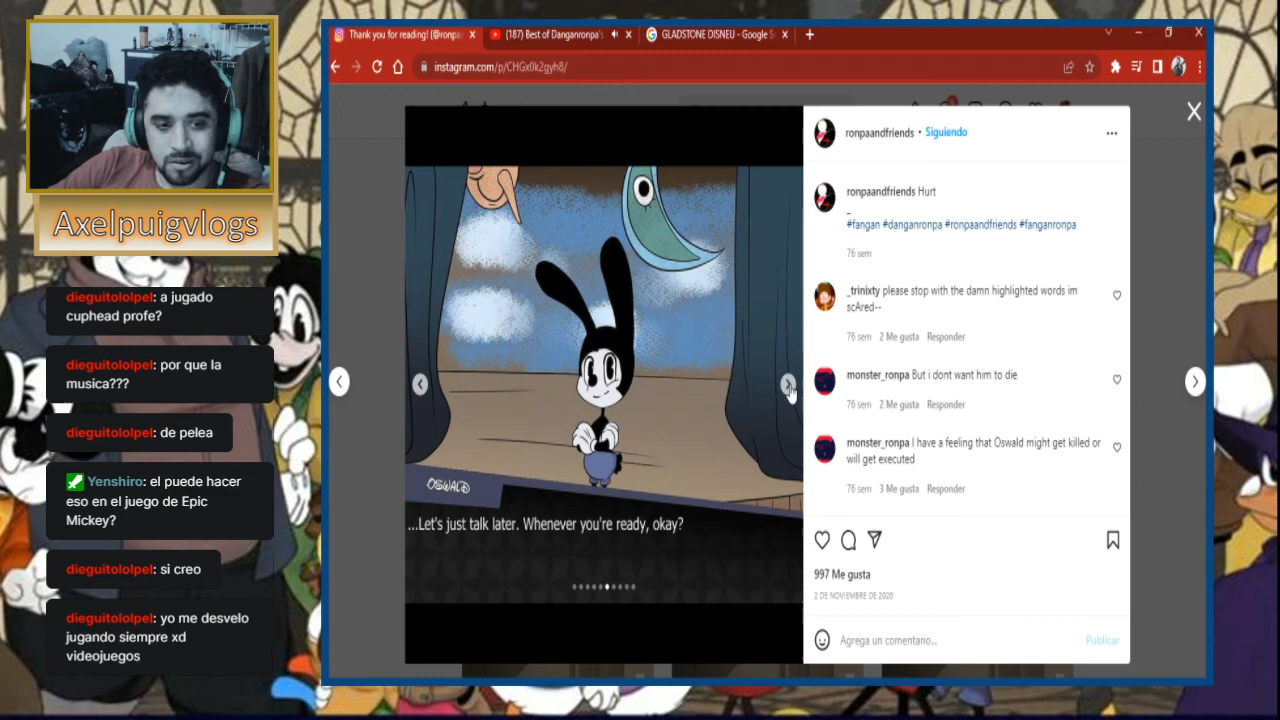 Axelpuigvlogs
dieguitololpel: a jugado
cuphead profe?
dieguitololpel: por que la
musica???
dieguitololpel: de pelea
Yenshiro: el puede hacer
eso en el juego de Epic
Mickey?
dieguitololpel: si creo
dieguitololpel: yo me desvelo
jugando siempre xd
videojuegos
Thank you for reading! (@ronpa
(187) Best of Danganronpa's
GLADSTONE DISNEU - Google S
instagram.com/p/CHGx0k2gyh8/
OSWALD
...Let's just talk later. Whenever you're ready, okay?
ronpaandfriends • Siguiendo
ronpaandfriends Hurt
_
#fangan #danganronpa #ronpaandfriends #fanganronpa
76 sem
_trinixty please stop with the damn highlighted words im
scAred--
76 sem 2 Me gusta Responder
monster_ronpa But i dont want him to die
76 sem 2 Me gusta Responder
monster_ronpa I have a feeling that Oswald might get killed or
will get executed
76 sem 3 Me gusta Responder
997 Me gusta
2 DE NOVIEMBRE DE 2020
Agrega un comentario...
Publicar